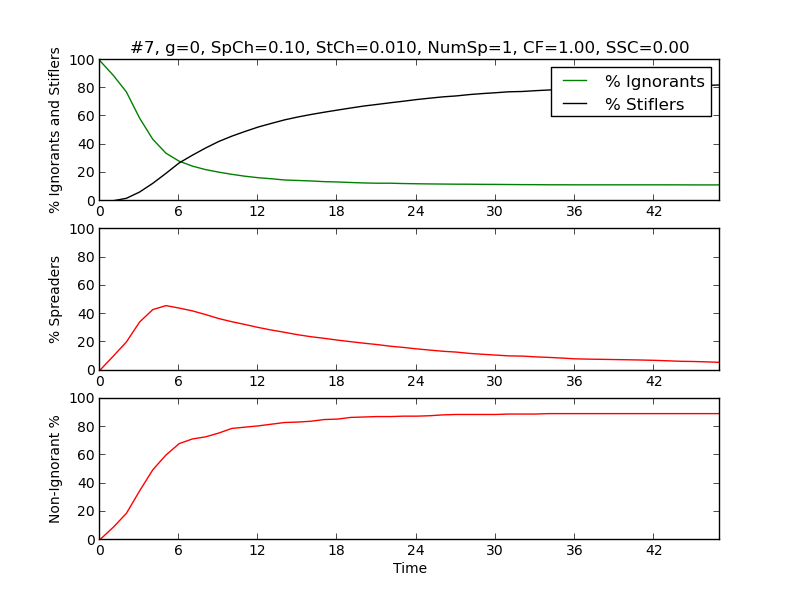 #7, g=0, SpCh=0.10, StCh=0.010, NumSp=1, CF=1.00, SSC=0.00
% Ignorants and Stiflers
100
80
60
40
20
0
% Ignorants
% Stiflers
0 6 12 18 24 30 36 42
% Spreaders
100
80
60
40
20
0
0 6 12 18 24 30 36 42
Non-Ignorant %
100
80
60
40
20
0
0 6 12 18 24 30 36 42
Time